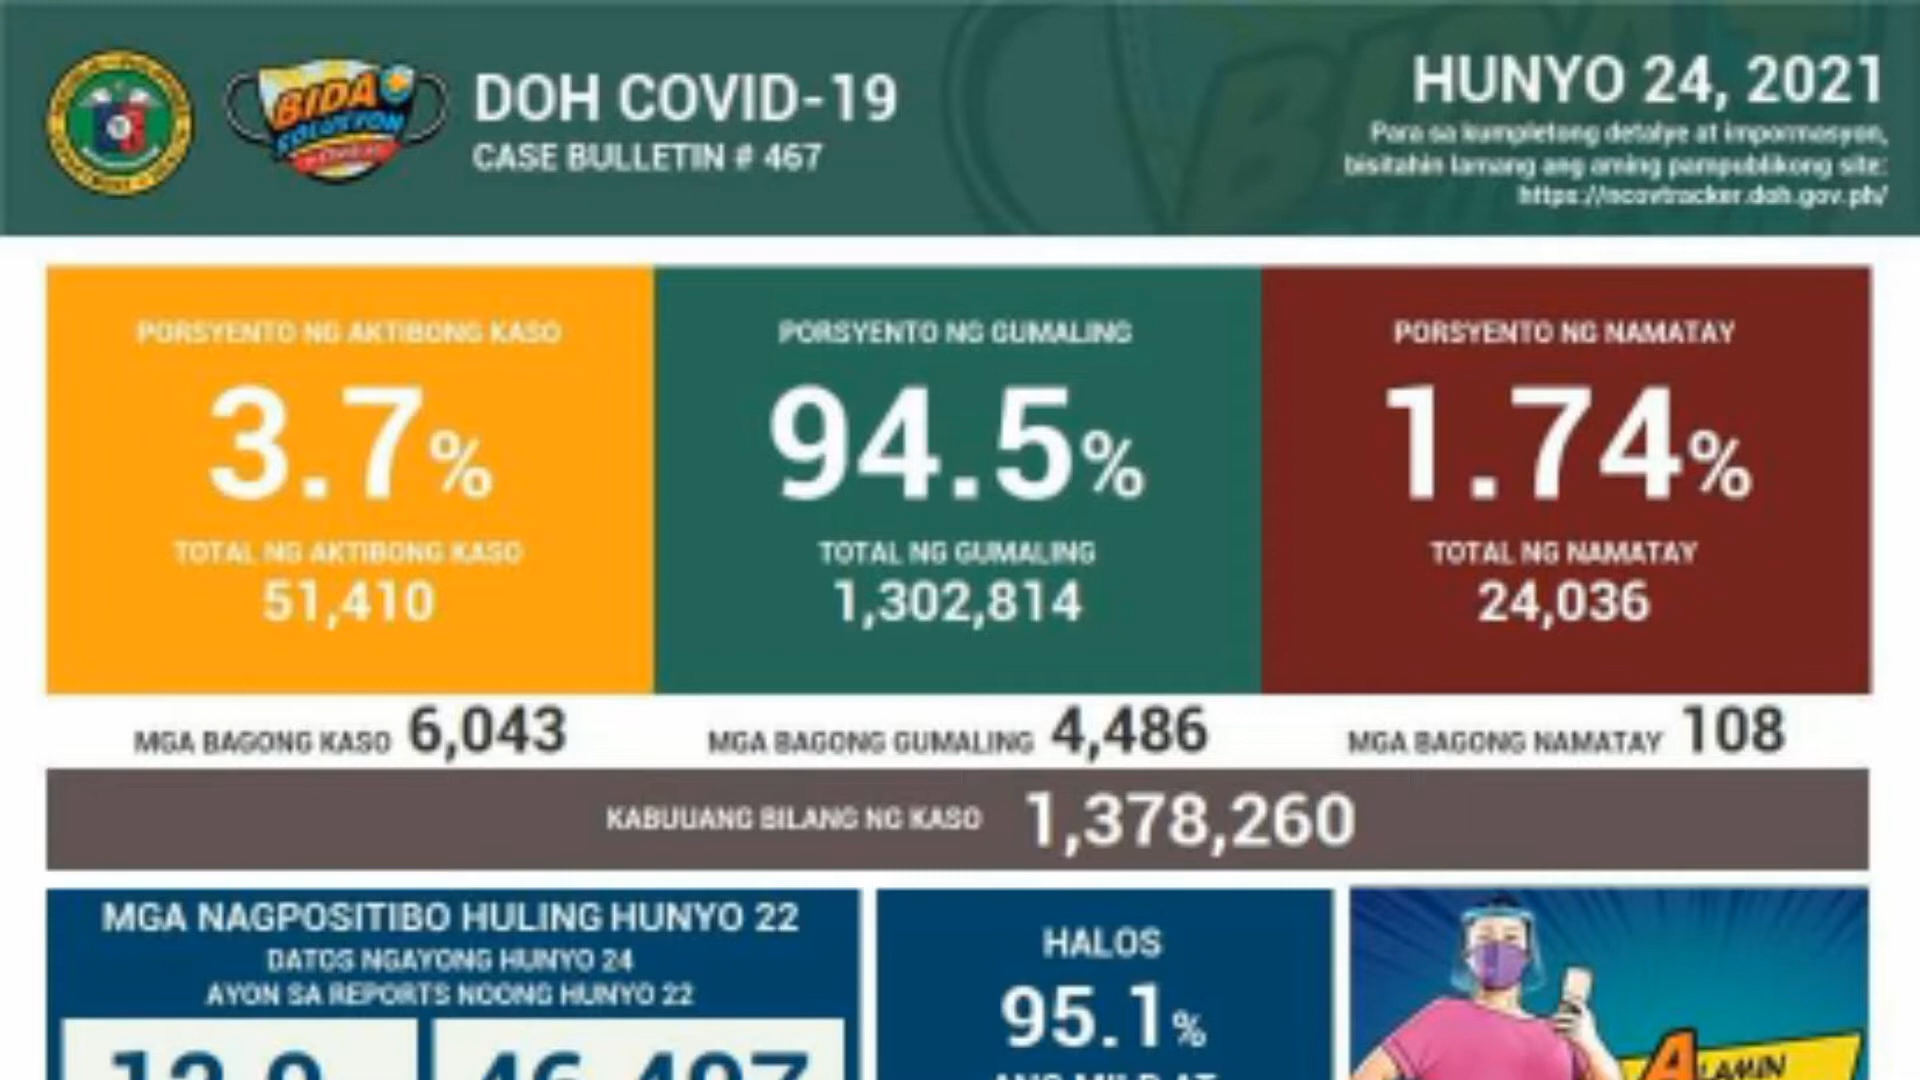 BIDA
SOLUSYON
DOH COVID-19
CASE BULLETIN # 467
HUNYO 24, 2021
Para sa kumpletong detalye at impormasyon,
bisitahin lamang ang aming pampublikong site:
https://ncovtracker.doh.gov.ph/
PORSYENTO NG AKTIBONG KASO
3.7%
TOTAL NG AKTIBONG KASO
51,410
PORSYENTO NG GUMALING
94.5%
TOTAL NG GUMALING
1,302,814
PORSYENTO NG NAMATAY
1.74%
TOTAL NG NAMATAY
24,036
MGA BAGONG KASO 6,043
MGA BAGONG GUMALING 4,486
MGA BAGONG NAMATAY 108
KABUUANG BILANG NG KASO 1,378,260
MGA NAGPOSITIBO HULING HUNYO 22
DATOS NGAYONG HUNYO 24
AYON SA REPORTS NOONG HUNYO 22
HALOS
95.1%
ALAMIN